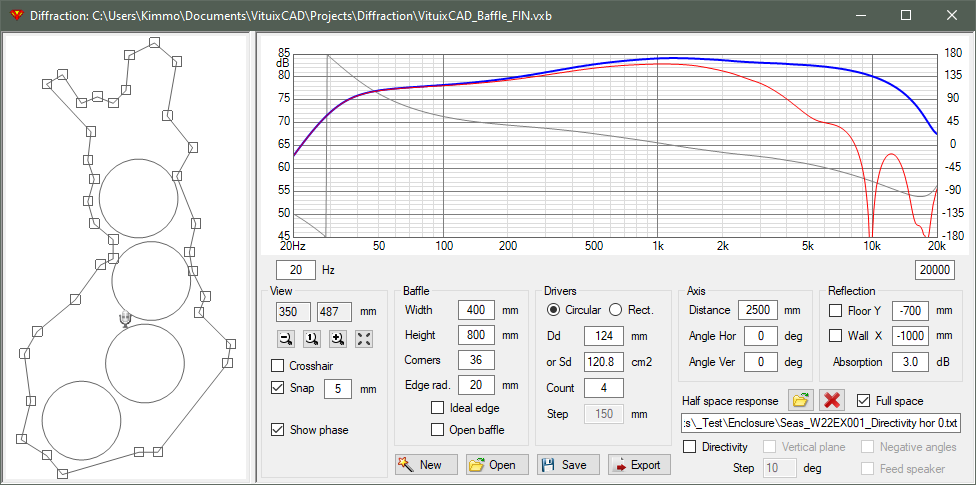 Diffraction: C:\Users\Kimmo\Documents\VituixCAD\Projects\Diffraction\VituixCAD_Baffle_FIN.vxb
85 180
dB
80 135
75 90
70 45
65 0
60 -45
55 -90
50 -135
45 -180
20Hz 50 100 200 500 1k 2k 5k 10k 20k
20 Hz 20000
View
350 487 mm
1
Crosshair
Snap 5 mm
Show phase
Baffle
Width 400 mm
Height 800 mm
Corners 36
Edge rad. 20 mm
Ideal edge
Open baffle
Drivers
Circular Rect.
Dd 124 mm
or Sd 120.8 cm2
Count 4
Step 150 mm
Axis
Distance 2500 mm
Angle Hor 0 deg
Angle Ver 0 deg
Reflection
Floor Y -700 mm
Wall X -1000 mm
Absorption 3.0 dB
Half space response Full space
:s\_Test\Enclosure\Seas_W22EX001_Directivity hor 0.txt
Directivity Vertical plane Negative angles
Step 10 deg Feed speaker
New Open Save Export